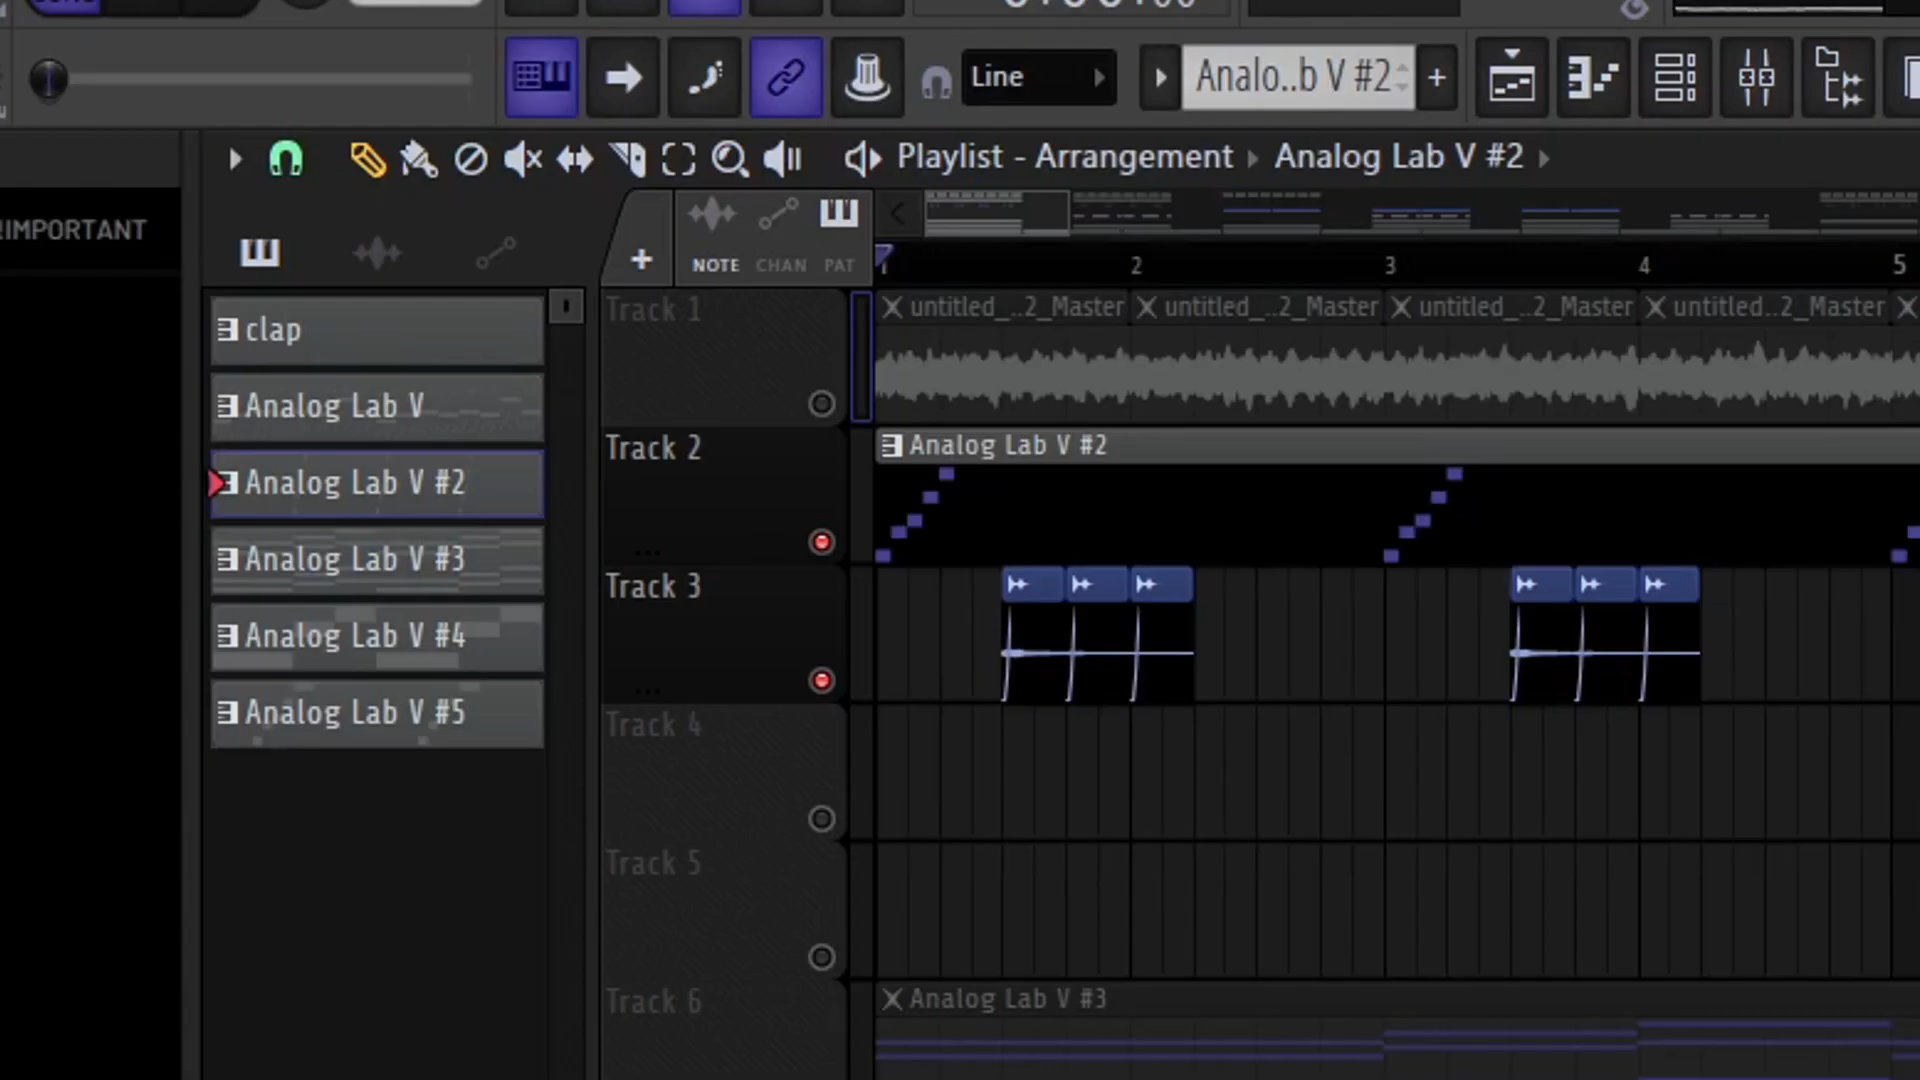 Line
Analo..b V #2
+
Playlist - Arrangement
Analog Lab V #2
!IMPORTANT
+
NOTE CHAN PAT
2 3 4 5
clap
Analog Lab V
Analog Lab V #2
Analog Lab V #3
Analog Lab V #4
Analog Lab V #5
Track 1
untitled_..2_Master
untitled_..2_Master
untitled_..2_Master
untitled..2_Master
Track 2
Analog Lab V #2
Track 3
Track 4
Track 5
Track 6
Analog Lab V #3